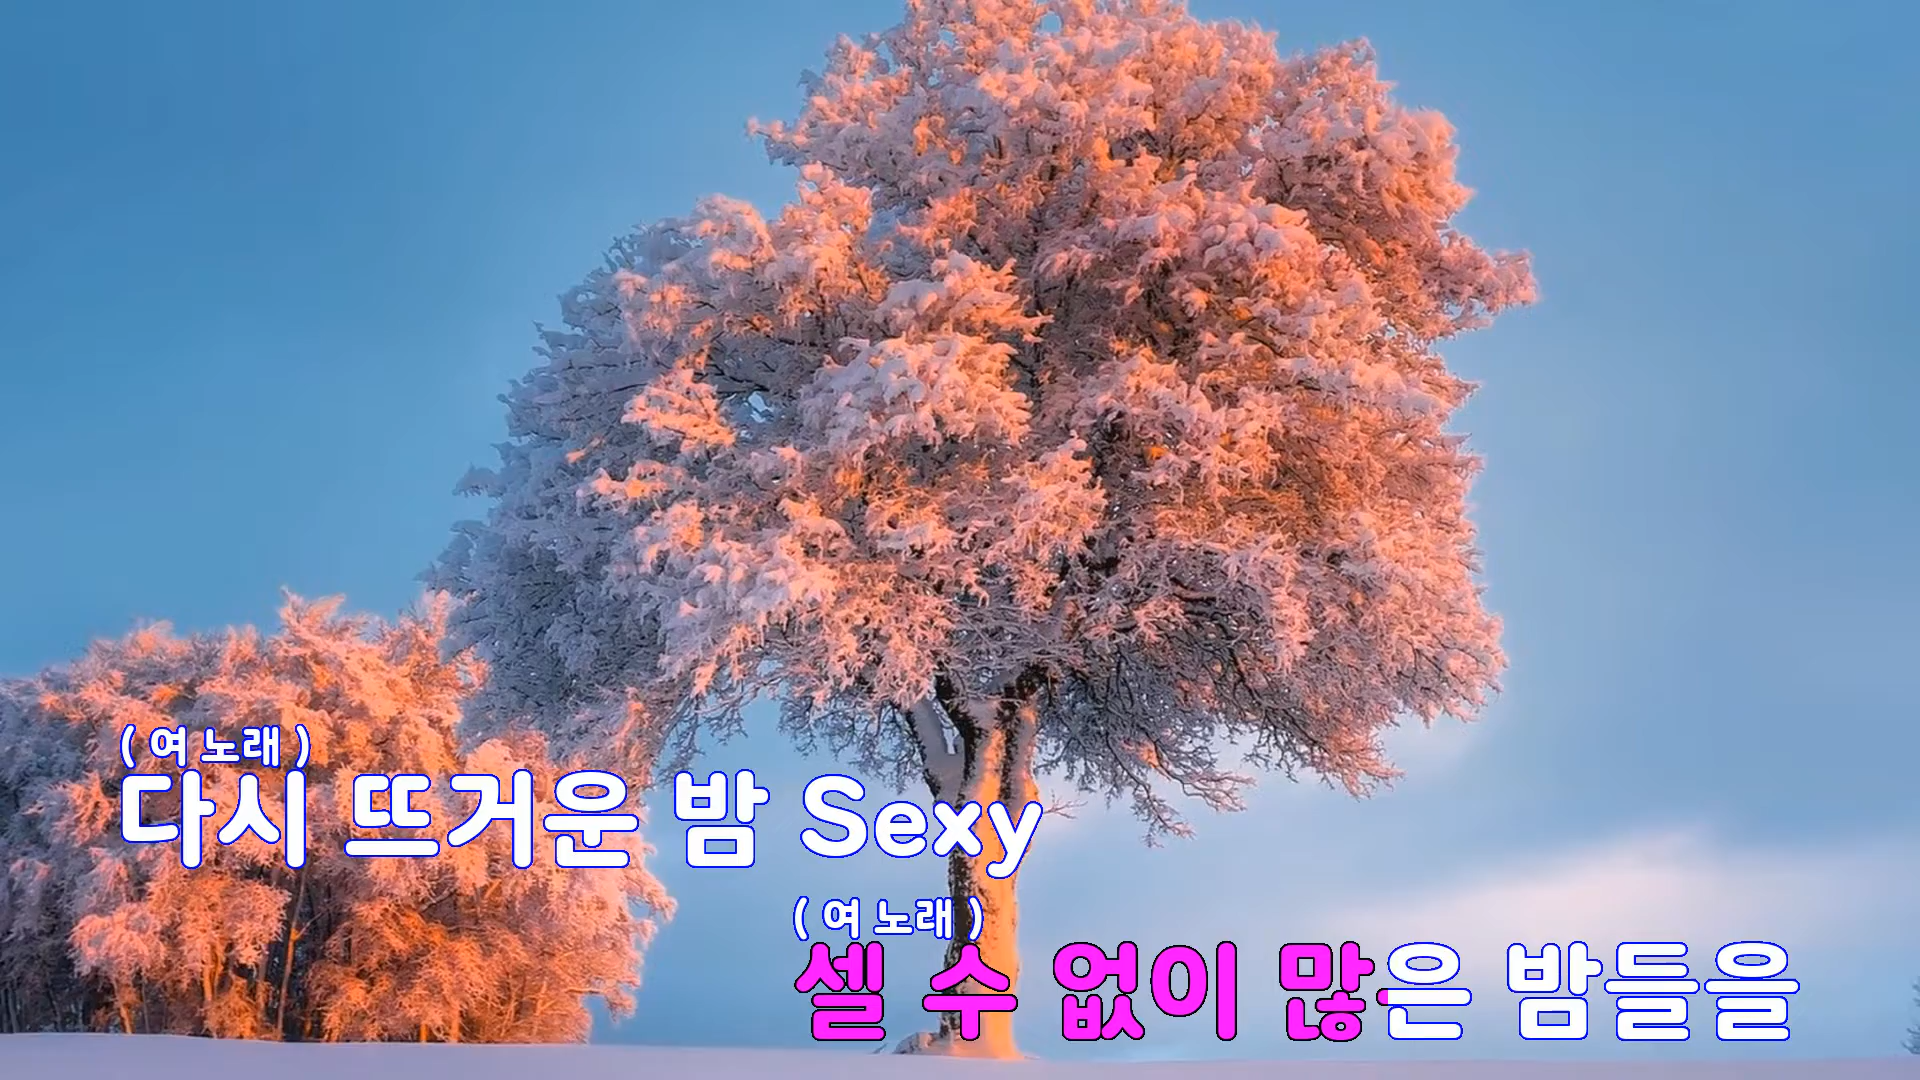 ( 여 노래 )
다시 뜨거운 밤 Sexy
( 여 노래 )
셀 수 없이 많은 밤들을